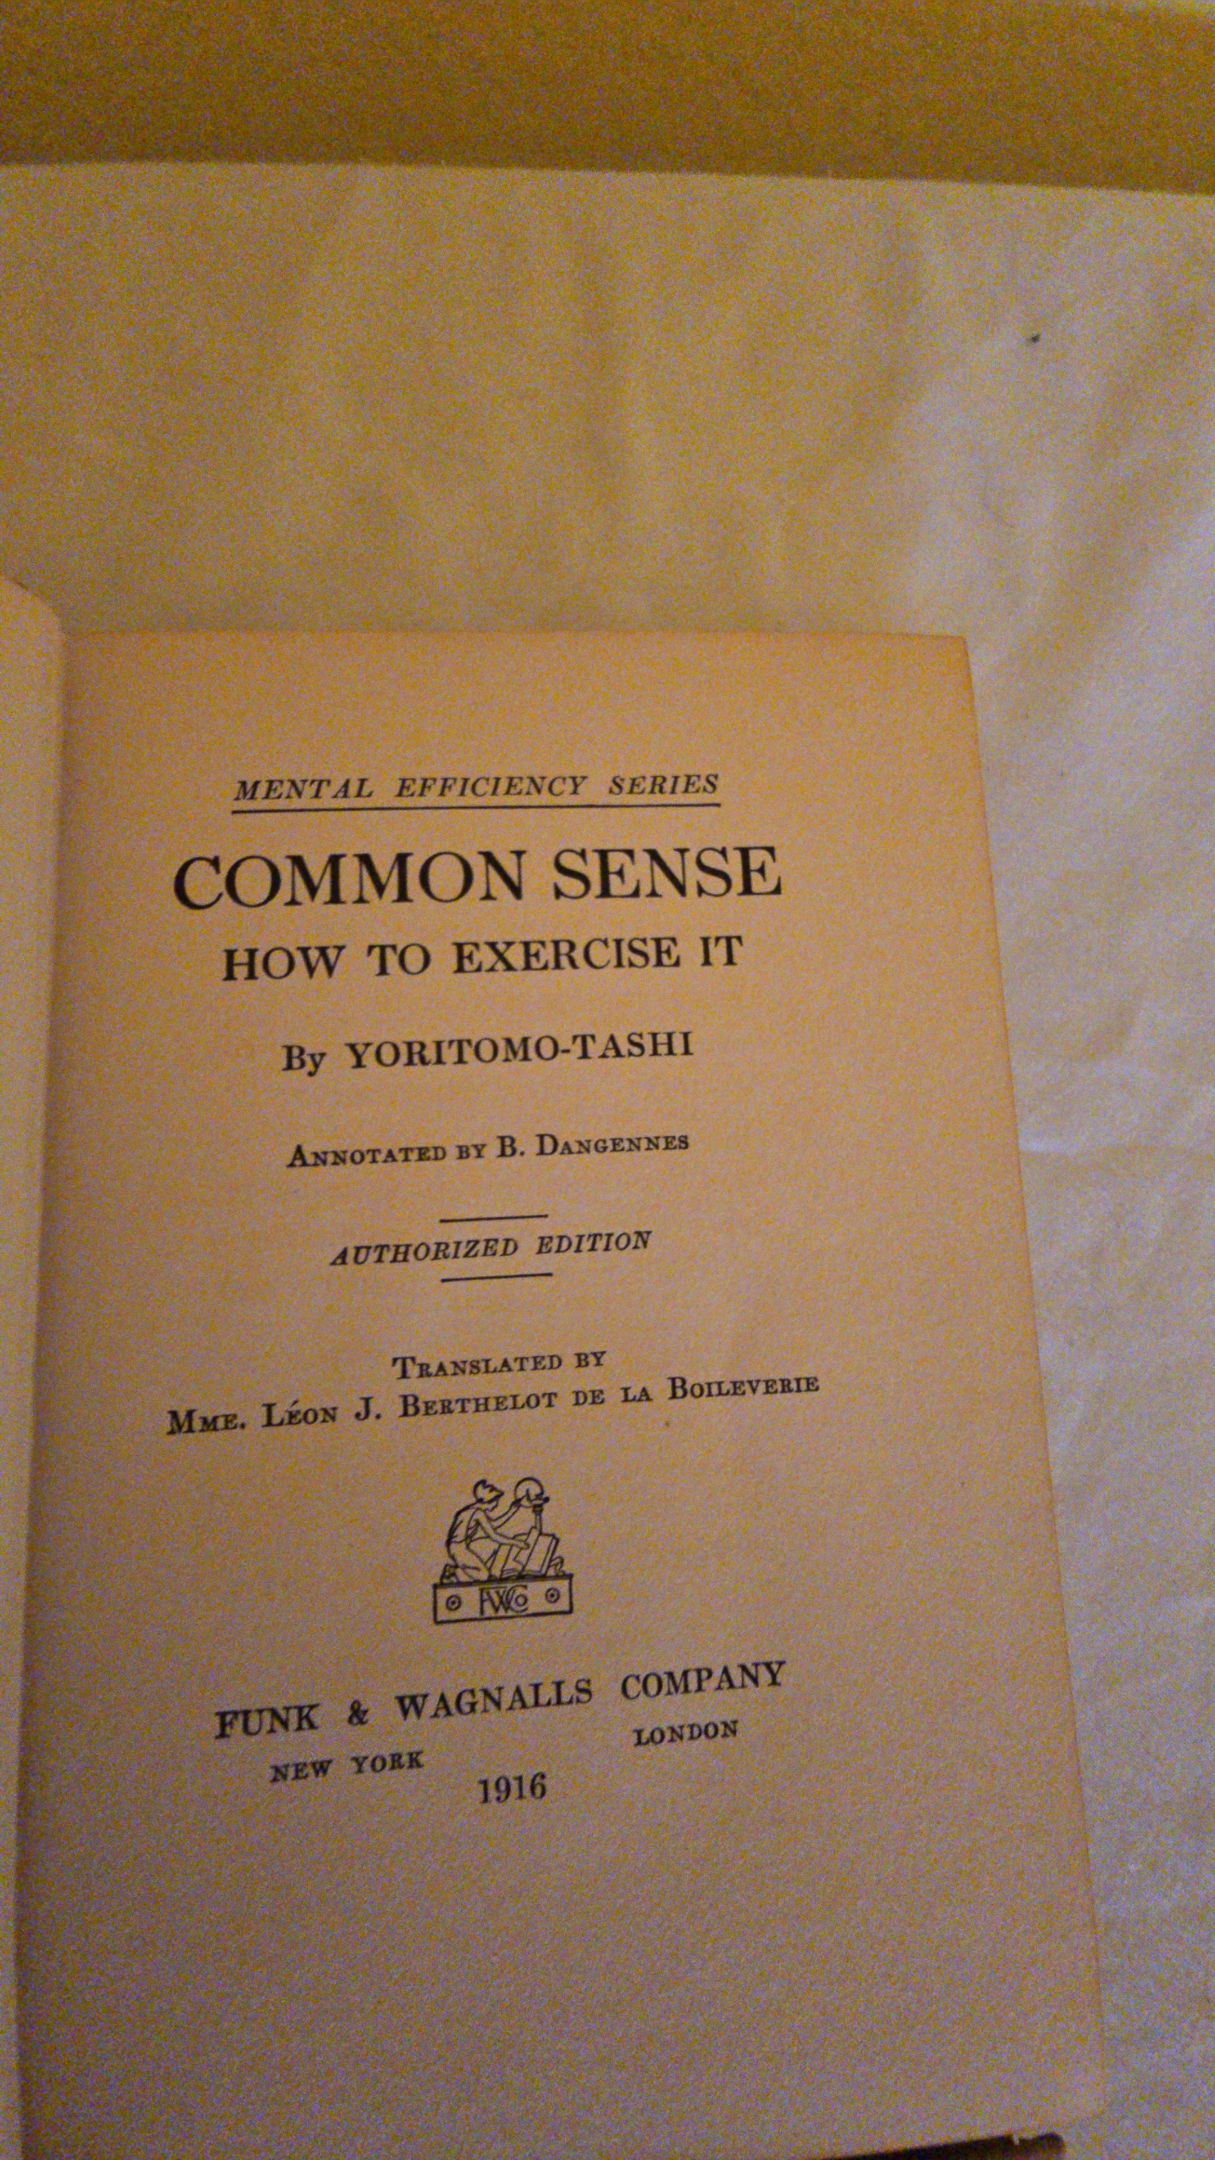 MENTAL EFFICIENCY SERIES
COMMON SENSE
HOW TO EXERCISE IT
By YORITOMO-TASHI
ANNOTATED BY B. DANGENNES
AUTHORIZED EDITION
TRANSLATED BY
MME. LÉON J. BERTHELOT DE LA BOILEVERIE
FUNK & WAGNALLS COMPANY
NEW YORK LONDON
1916